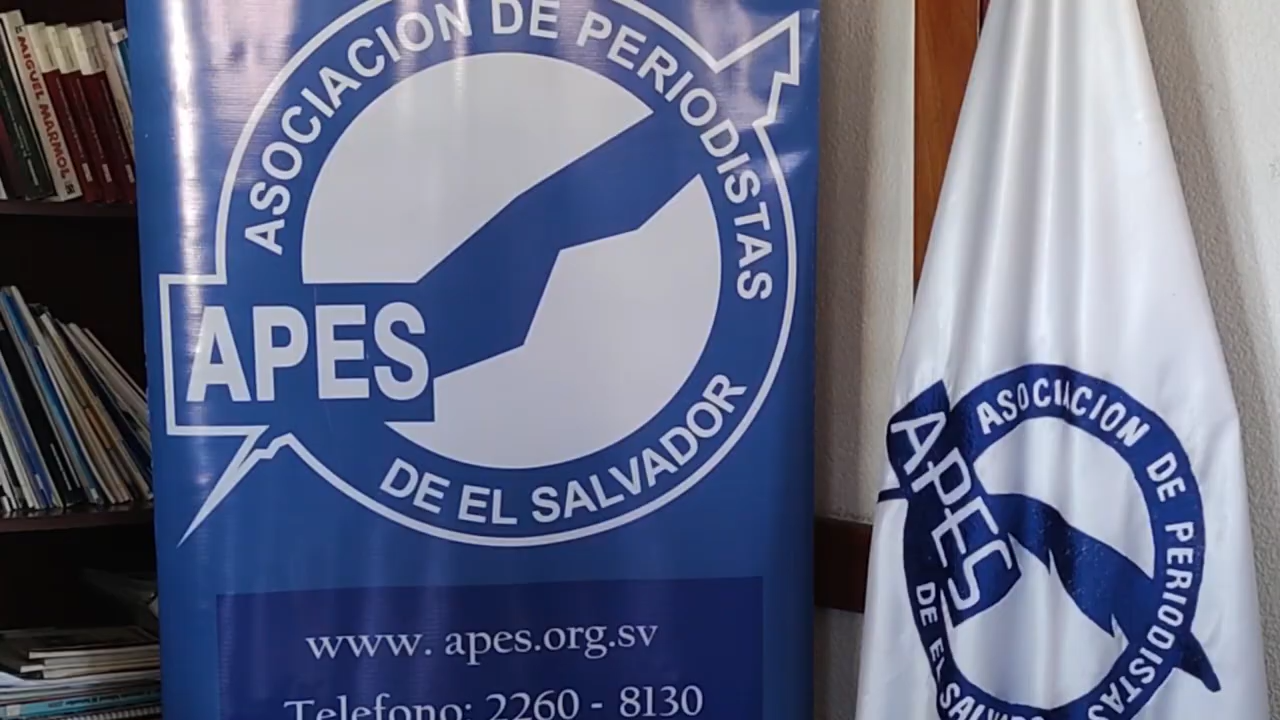 MIGUEL MARMOL
ASOCIACION DE PERIODISTAS
APES
DE EL SALVADOR
www. apes.org.sv
Telefono: 2260 - 8130
ASOCIACION DE PERIODISTAS
APES
DE EL SALVADOR